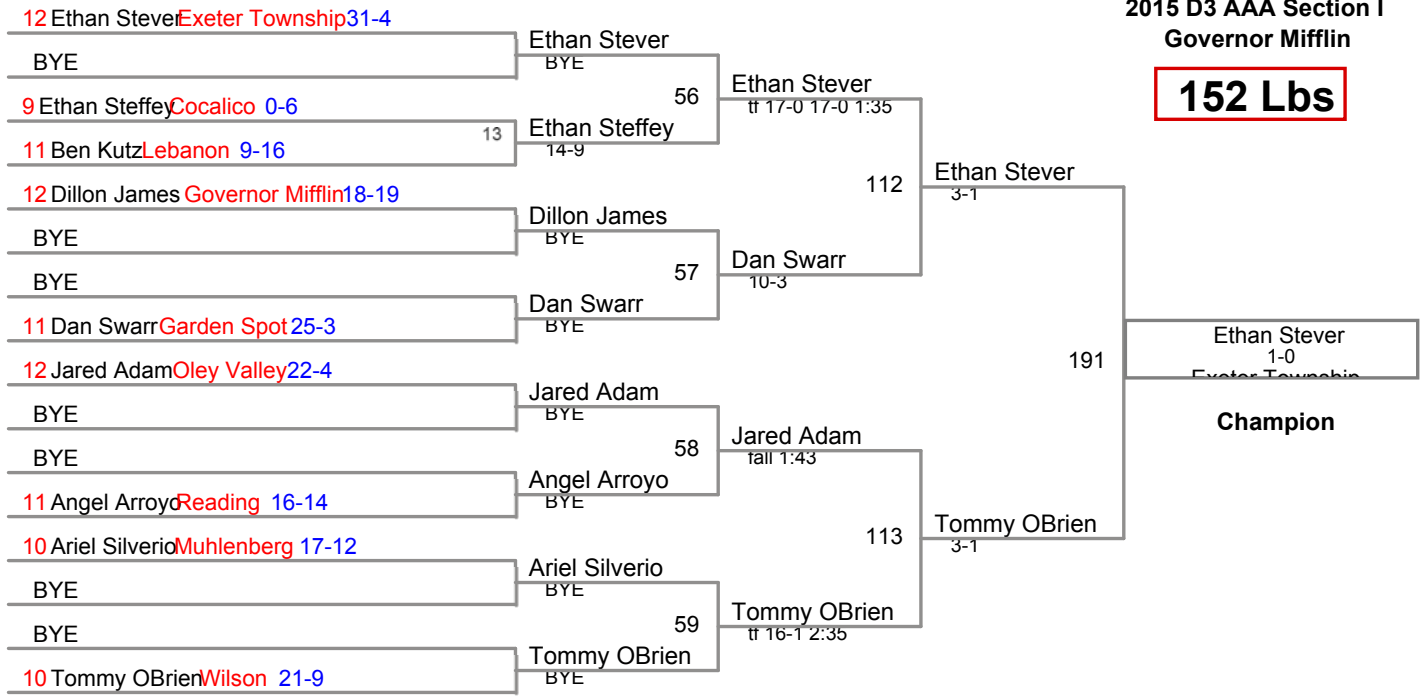 2015 D3 AAA Section I
Governor Mifflin
152 Lbs
12 Ethan Stever Exeter Township 31-4
BYE
9 Ethan Steffey Cocalico 0-6
11 Ben Kutz Lebanon 9-16
12 Dillon James Governor Mifflin 18-19
BYE
BYE
11 Dan Swarr Garden Spot 25-3
12 Jared Adam Oley Valley 22-4
BYE
BYE
11 Angel Arroyo Reading 16-14
10 Ariel Silverio Muhlenberg 17-12
BYE
BYE
10 Tommy OBrien Wilson 21-9
Ethan Stever
BYE
13
Ethan Steffey
14-9
Dillon James
BYE
Dan Swarr
BYE
Jared Adam
BYE
Angel Arroyo
BYE
Ariel Silverio
BYE
Tommy OBrien
BYE
56
Ethan Stever
tf 17-0 17-0 1:35
57
Dan Swarr
10-3
58
Jared Adam
fall 1:43
59
Tommy OBrien
tf 16-1 2:35
112
Ethan Stever
3-1
113
Tommy OBrien
3-1
191
Ethan Stever
1-0
Exeter Township
Champion